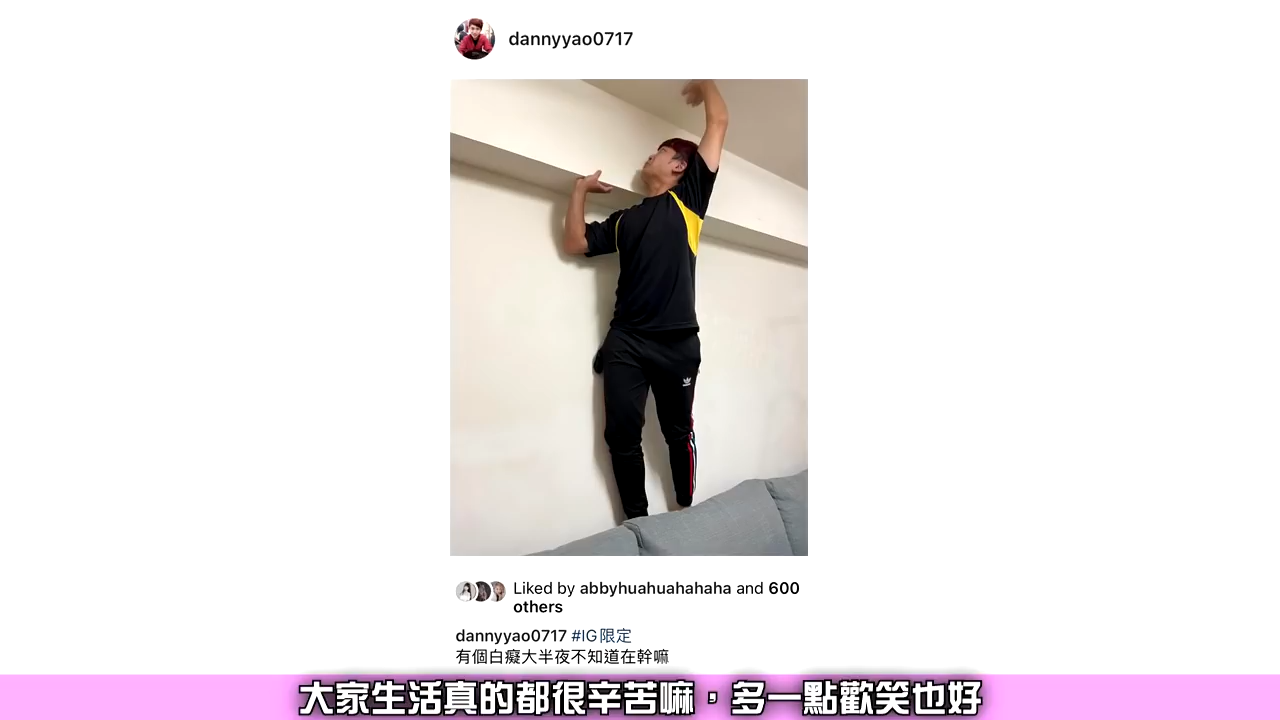 dannyyao0717
Liked by abbyhuahuahahaha and 600
others
dannyyao0717 #IG限定
有個白癡大半夜不知道在幹嘛
大家生活真的都很辛苦嘛，多一點歡笑也好